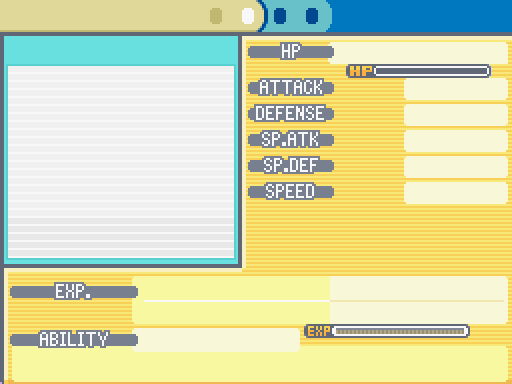 HP
HP
ATTACK
DEFENSE
SP.ATK
SP.DEF
SPEED
EXP.
EXP
ABILITY